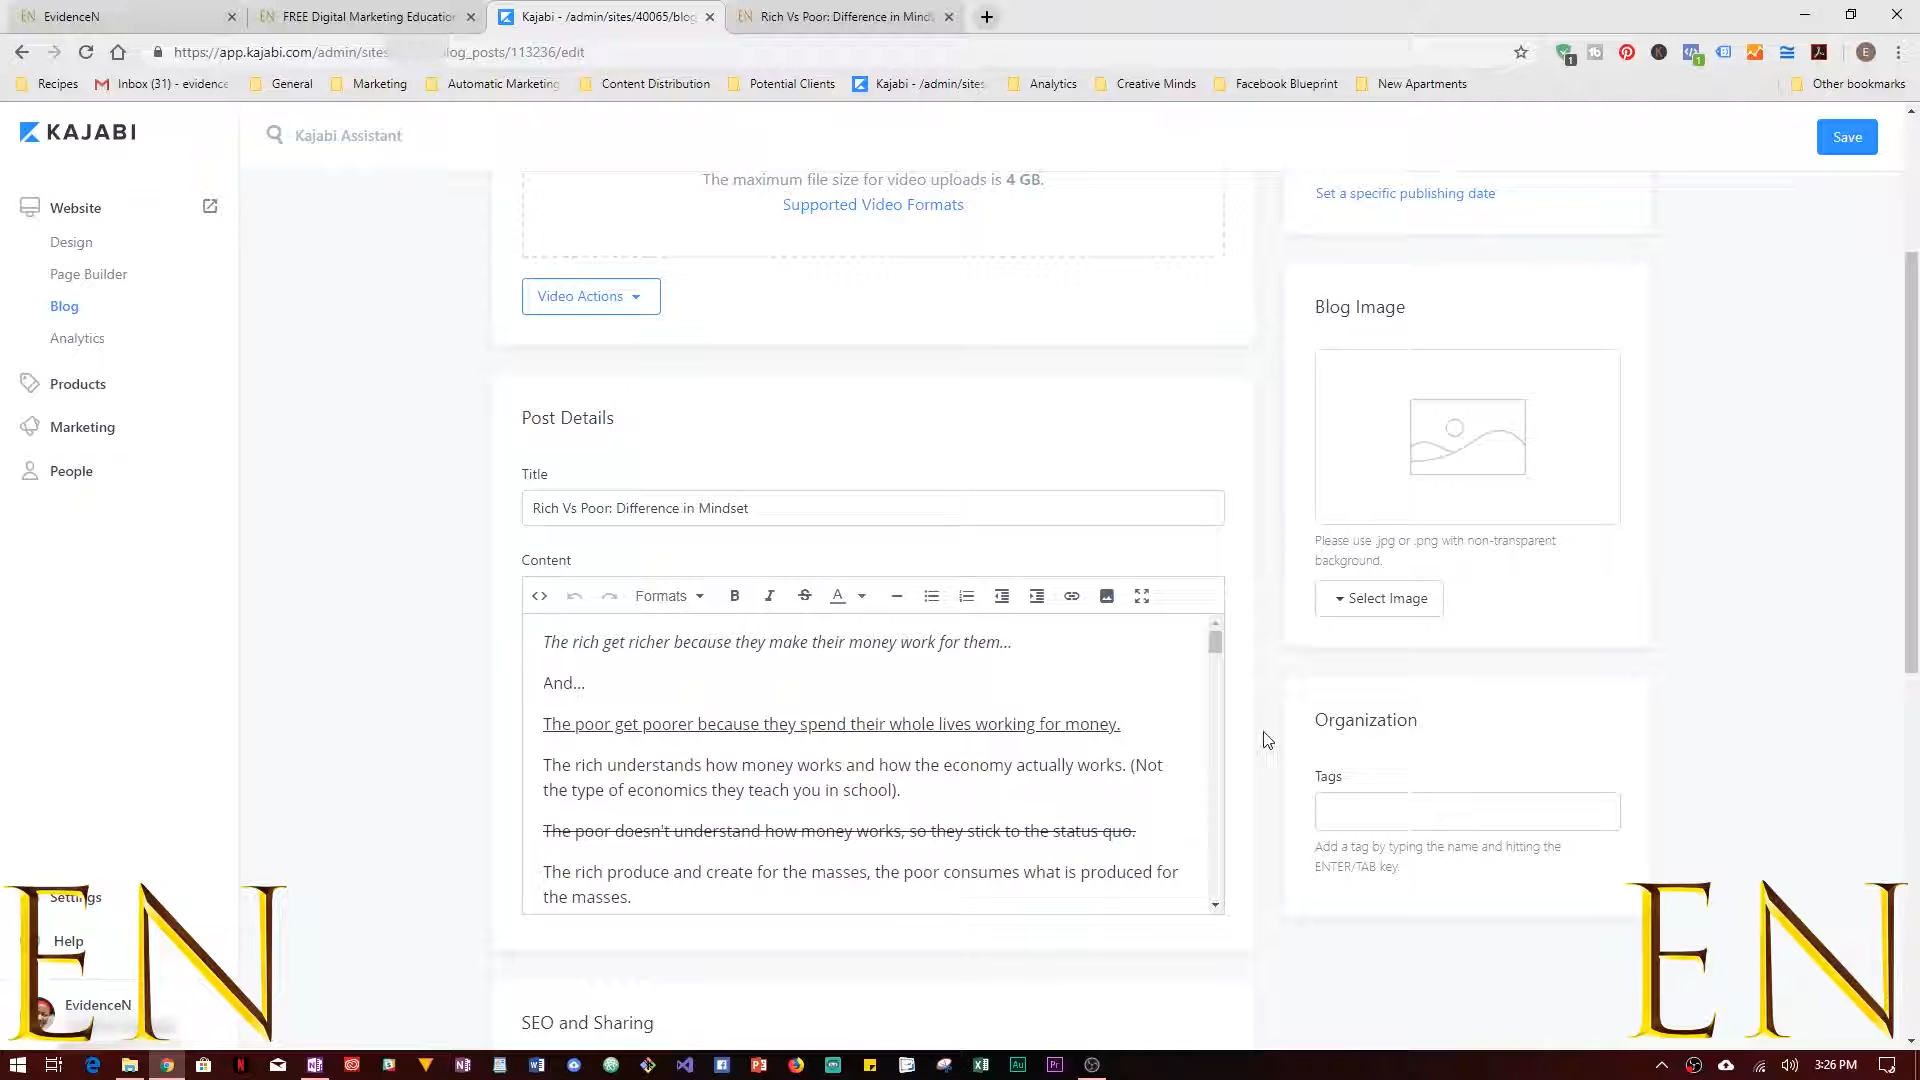 EvidenceN
FREE Digital Marketing Education
Kajabi - /admin/sites/40065/blog
Rich Vs Poor: Difference in Minds
https://app.kajabi.com/admin/sites
log_posts/113236/edit
Recipes
Inbox (31) - evidence
General
Marketing
Automatic Marketing
Content Distribution
Potential Clients
Kajabi - /admin/sites
Analytics
Creative Minds
Facebook Blueprint
New Apartments
Other bookmarks
KAJABI
Kajabi Assistant
Save
Website
Design
Page Builder
Blog
Analytics
Products
Marketing
People
Settings
Help
EvidenceN
The maximum file size for video uploads is 4 GB.
Supported Video Formats
Video Actions
Post Details
Title
Rich Vs Poor: Difference in Mindset
Content
Formats
The rich get richer because they make their money work for them...
And...
The poor get poorer because they spend their whole lives working for money.
The rich understands how money works and how the economy actually works. (Not
the type of economics they teach you in school).
The poor doesn't understand how money works, so they stick to the status quo.
The rich produce and create for the masses, the poor consumes what is produced for
the masses.
SEO and Sharing
Set a specific publishing date
Blog Image
Please use .jpg or .png with non-transparent
background.
Select Image
Organization
Tags
Add a tag by typing the name and hitting the
ENTER/TAB key.
EN
EN
3:26 PM